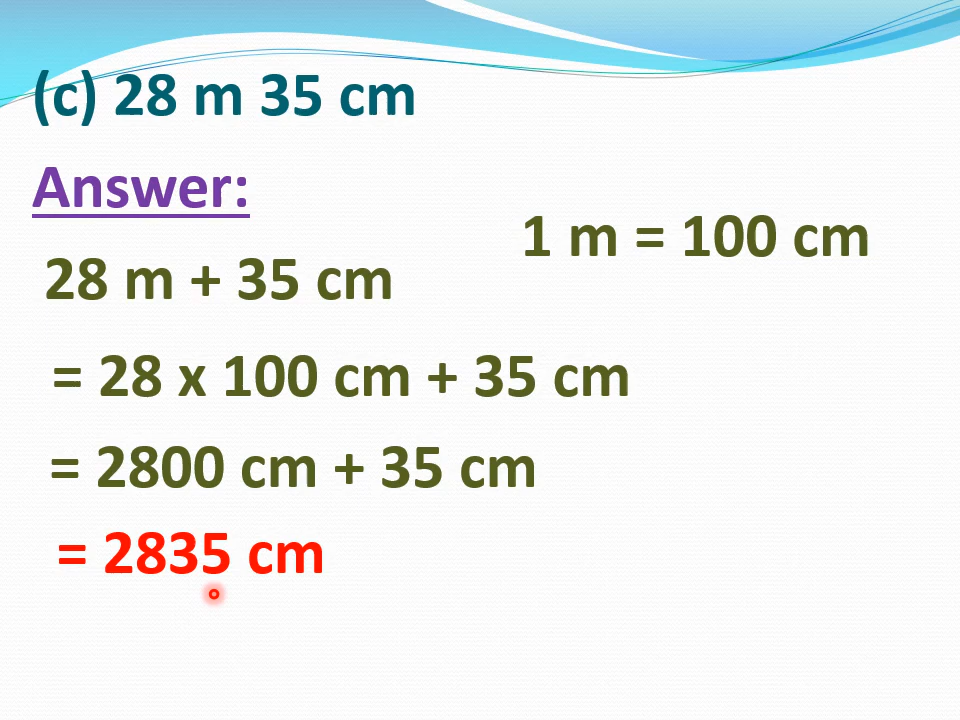 (c) 28 m 35 cm
Answer:
1 m = 100 cm
28 m + 35 cm
= 28 x 100 cm + 35 cm
= 2800 cm + 35 cm
= 2835 cm